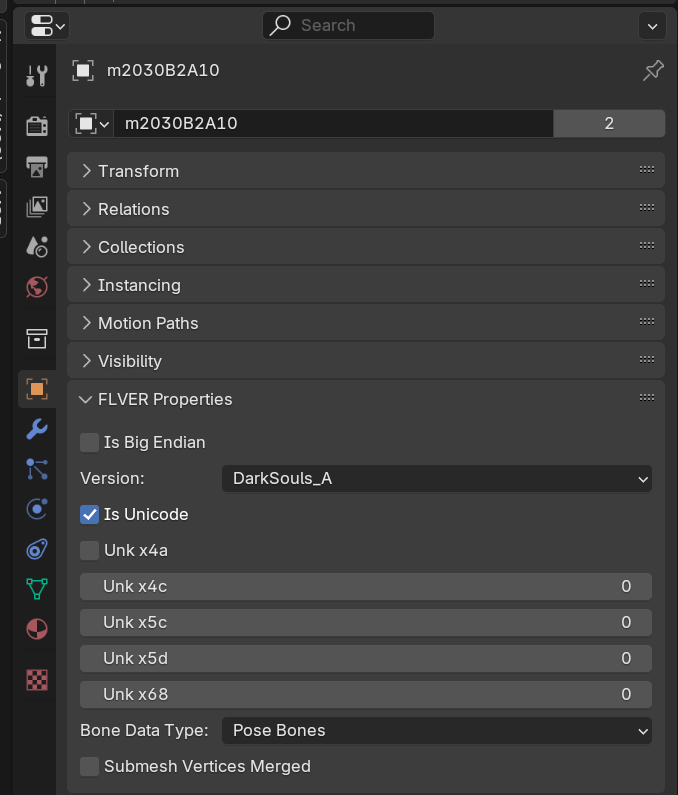 Search
m2030B2A10
m2030B2A10 2
Transform
Relations
Collections
Instancing
Motion Paths
Visibility
FLVER Properties
Is Big Endian
Version: DarkSouls_A
Is Unicode
Unk x4a
Unk x4c 0
Unk x5c 0
Unk x5d 0
Unk x68 0
Bone Data Type: Pose Bones
Submesh Vertices Merged